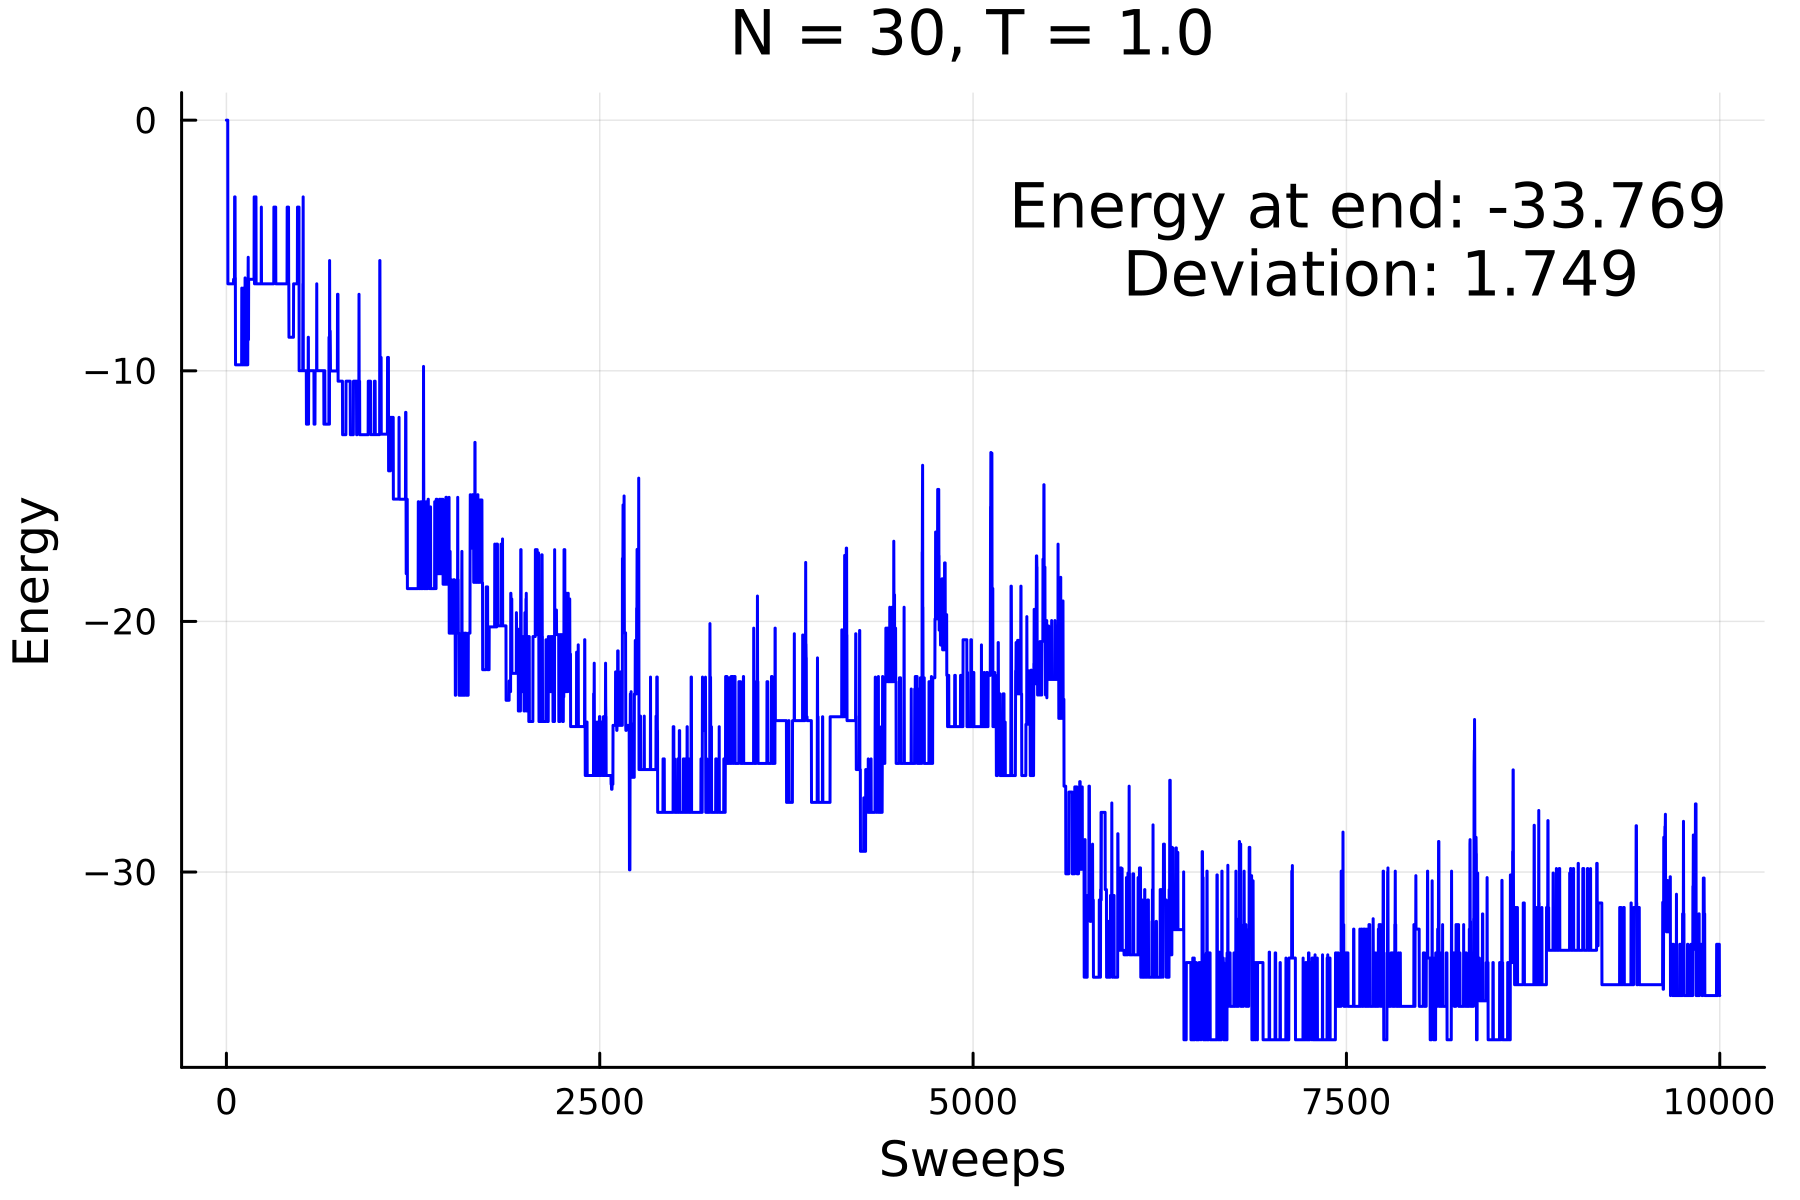 N = 30, T = 1.0
Energy at end: -33.769
Deviation: 1.749
Energy
0
−10
−20
−30
0 2500 5000 7500 10000
Sweeps